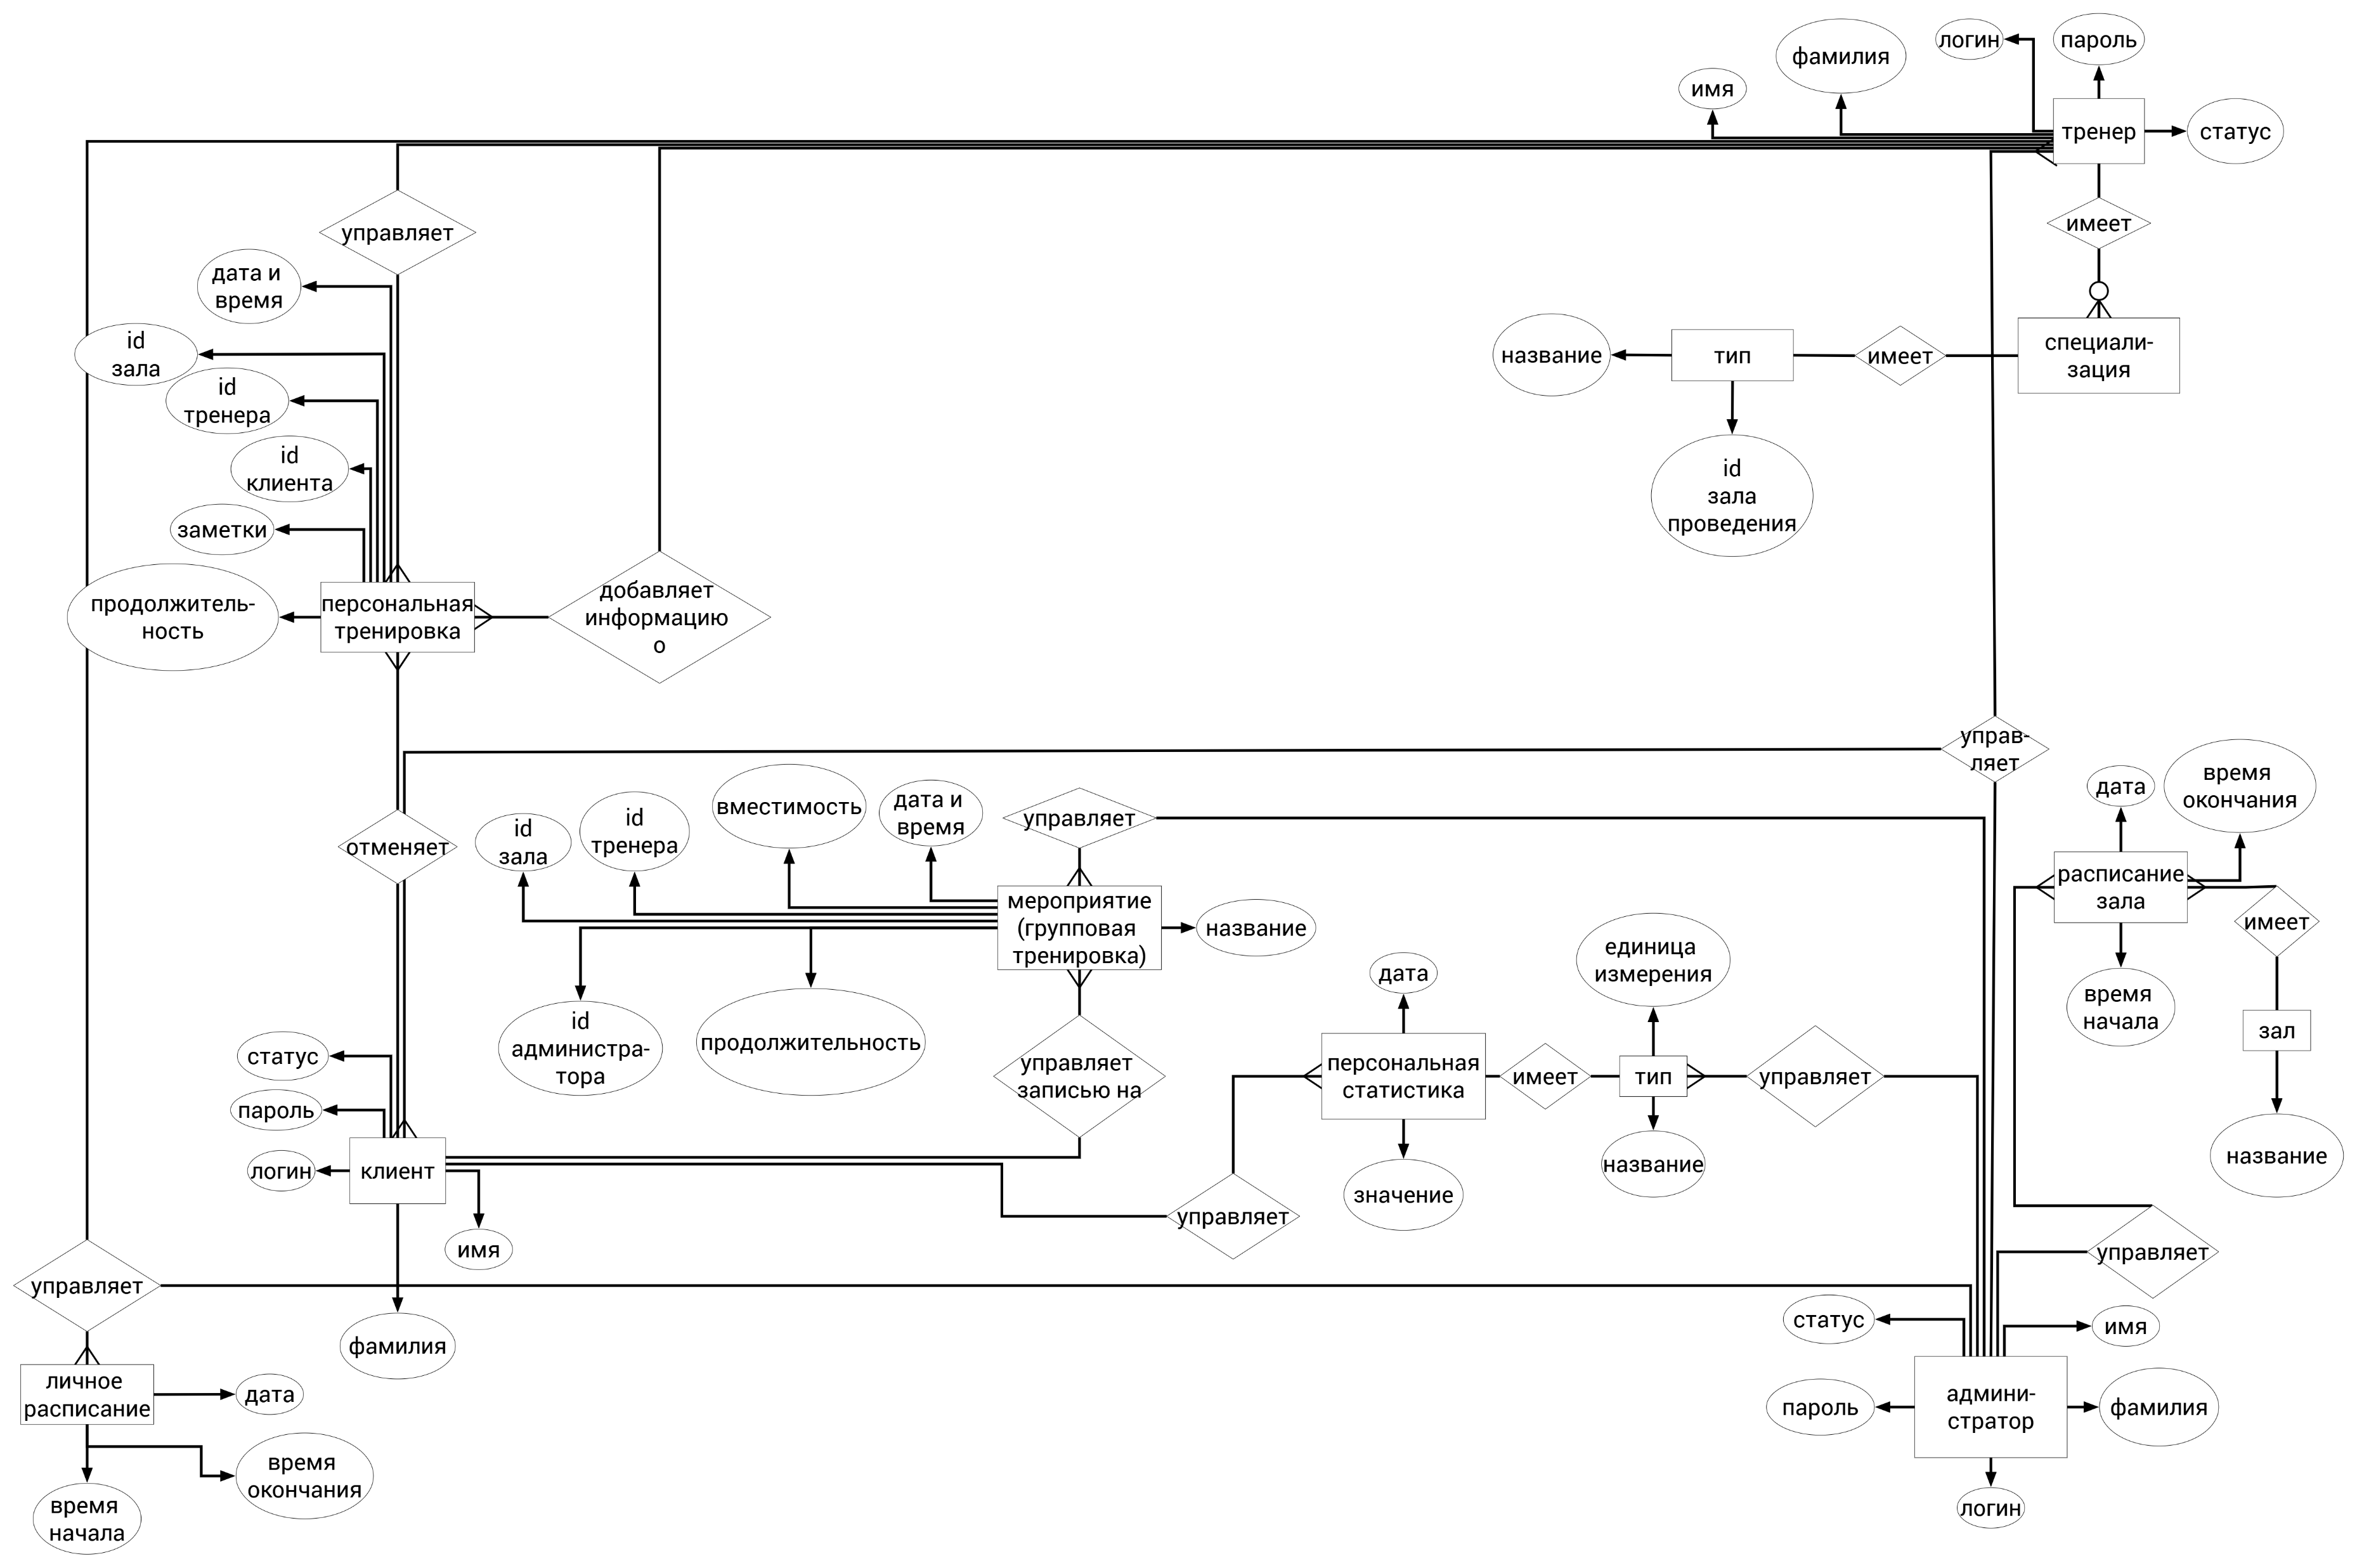 логин
пароль
фамилия
имя
тренер
статус
управляет
имеет
дата и
время
id
зала
название
тип
имеет
специали-
зация
id
тренера
id
клиента
id
зала
проведения
заметки
продолжитель-
ность
персональная
тренировка
добавляет
информацию
о
управ-
ляет
время
окончания
дата
вместимость
дата и
время
управляет
id
зала
id
тренера
отменяет
расписание
зала
мероприятие
(групповая
тренировка)
название
имеет
единица
измерения
дата
время
начала
зал
id
администра-
тора
продолжительность
статус
управляет
записью на
персональная
статистика
имеет
тип
управляет
пароль
логин
клиент
название
название
значение
управляет
имя
управляет
управляет
фамилия
статус
имя
личное
расписание
дата
пароль
админи-
стратор
фамилия
время
окончания
время
начала
логин